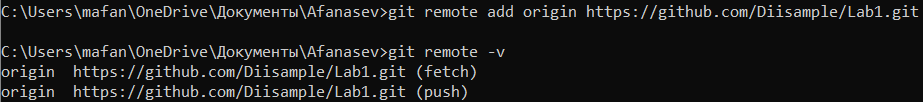 C:\Users\mafan\OneDrive\Документы\Afanasev>git remote add origin https://github.com/Diisample/Lab1.git
C:\Users\mafan\OneDrive\Документы\Afanasev>git remote -v
origin  https://github.com/Diisample/Lab1.git (fetch)
origin  https://github.com/Diisample/Lab1.git (push)